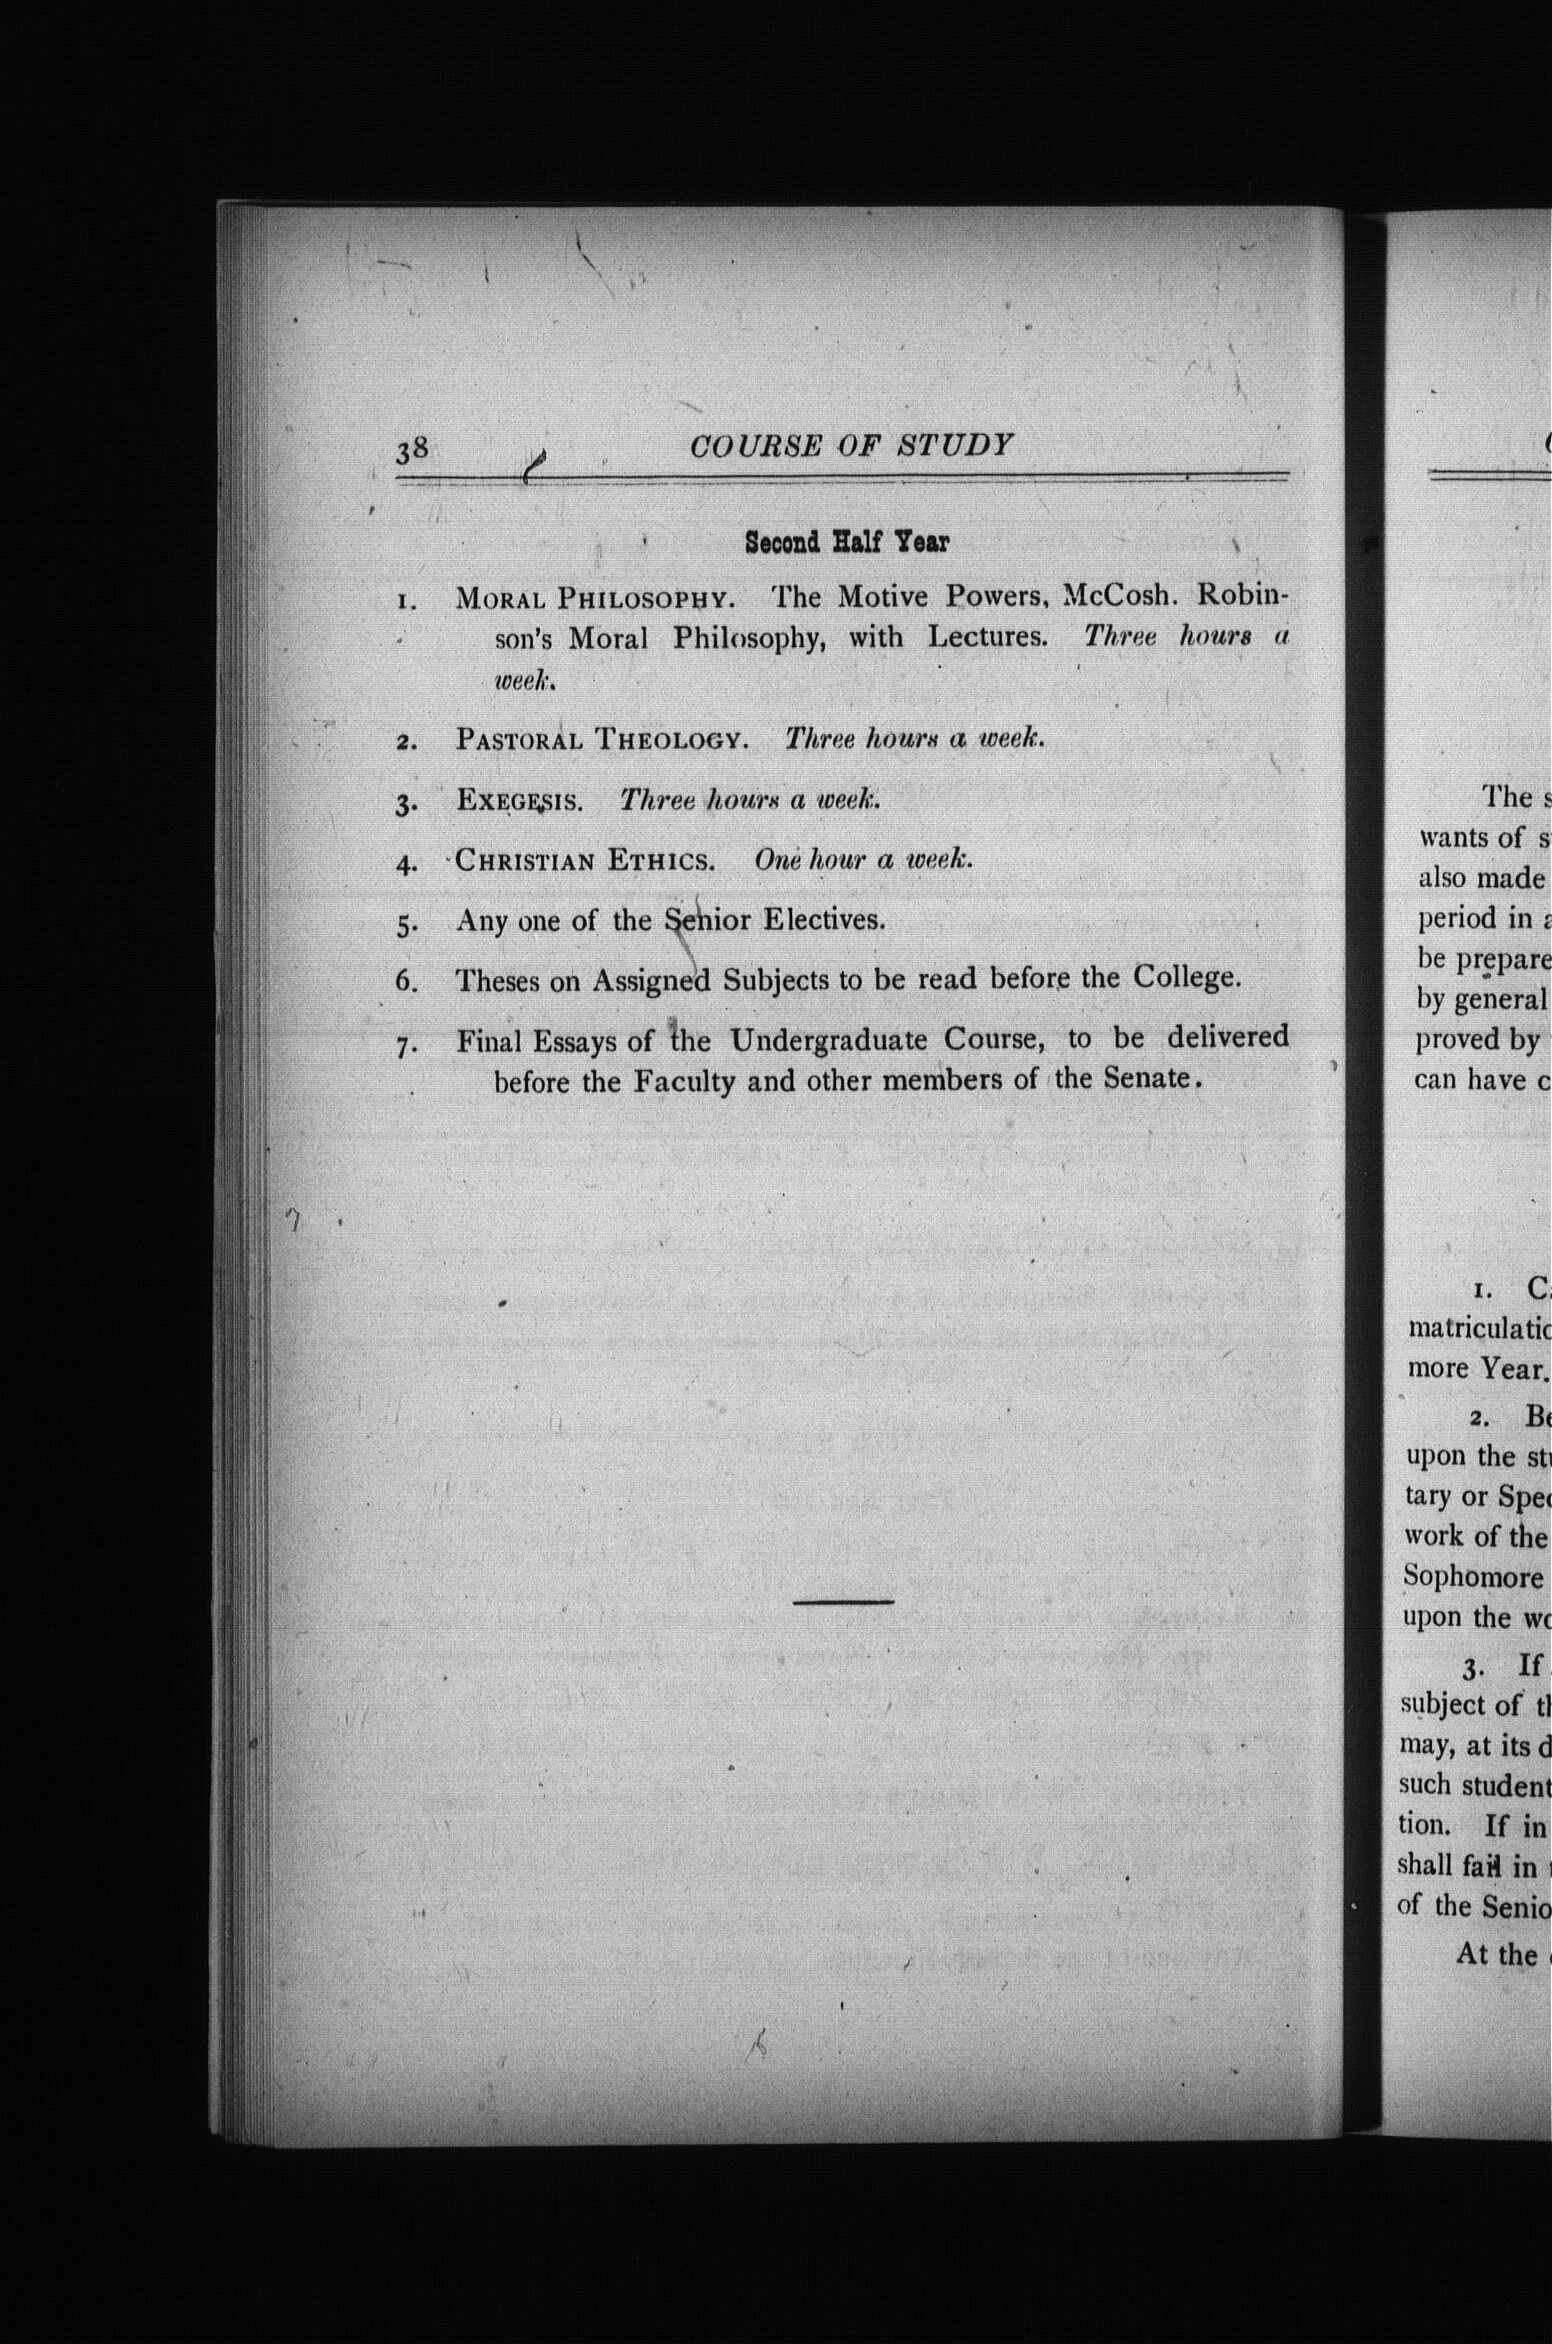 38 COURSE OF STUDY
Second Half Year
1. MORAL PHILOSOPHY. The Motive Powers, McCosh. Robin-
son's Moral Philosophy, with Lectures. Three hours a
week.
2. PASTORAL THEOLOGY. Three hours a week.
3. EXEGESIS. Three hours a week.
4. CHRISTIAN ETHICS. One hour a week.
5. Any one of the Senior Electives.
6. Theses on Assigned Subjects to be read before the College.
7. Final Essays of the Undergraduate Course, to be delivered
before the Faculty and other members of the Senate.
The
wants of
also made
period in
be
by general
proved by
can have
1.
more Year.
2.
upon the
tary or
work of the
Sophomore
upon the
3. If
subject of
may, at its
such
tion. If in
shall fail in
of the
At the